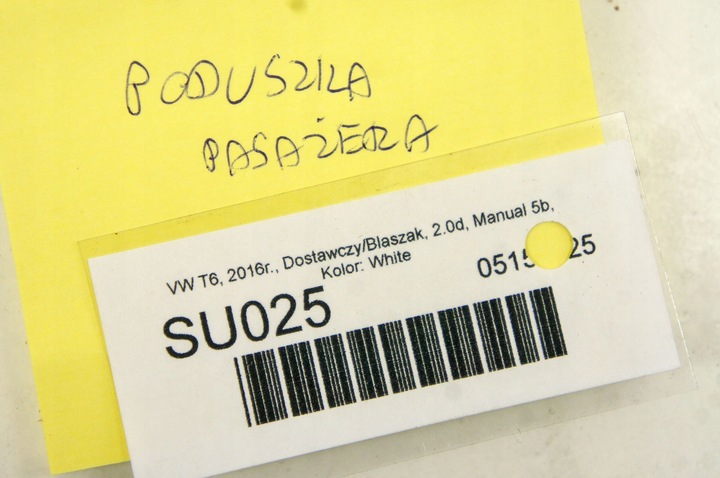 PODUSZKA
PASAŻERA
VW T6, 2016r., Dostawczy/Blaszak, 2.0d, Manual 5b,
Kolor: White
SU025